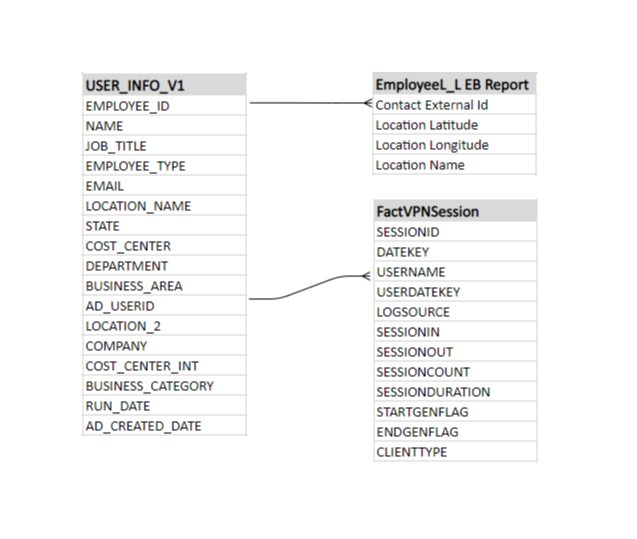 USER_INFO_V1
EMPLOYEE_ID
NAME
JOB_TITLE
EMPLOYEE_TYPE
EMAIL
LOCATION_NAME
STATE
COST_CENTER
DEPARTMENT
BUSINESS_AREA
AD_USERID
LOCATION_2
COMPANY
COST_CENTER_INT
BUSINESS_CATEGORY
RUN_DATE
AD_CREATED_DATE
EmployeeL_L EB Report
Contact External Id
Location Latitude
Location Longitude
Location Name
FactVPNSession
SESSIONID
DATEKEY
USERNAME
USERDATEKEY
LOGSOURCE
SESSIONIN
SESSIONOUT
SESSIONCOUNT
SESSIONDURATION
STARTGENFLAG
ENDGENFLAG
CLIENTTYPE